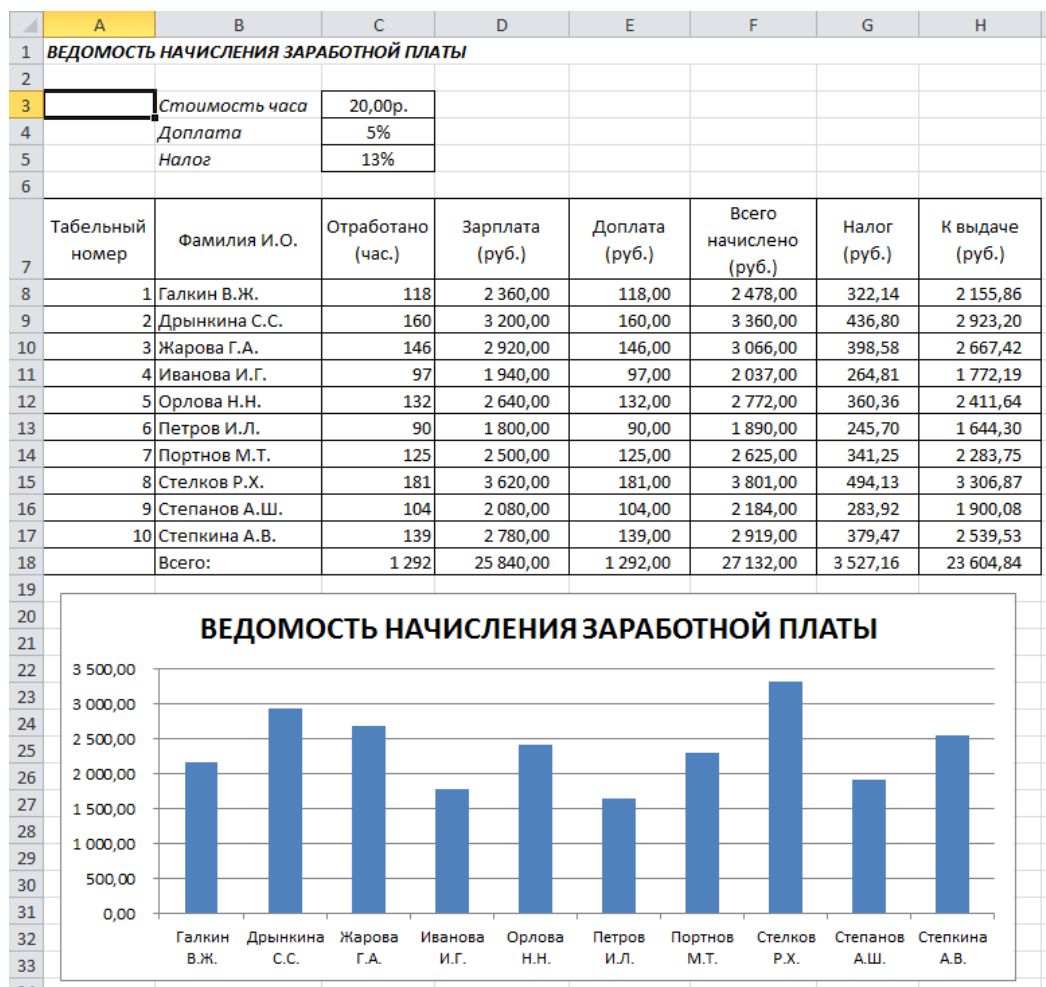 A B C D E F G H
1 ВЕДОМОСТЬ НАЧИСЛЕНИЯ ЗАРАБОТНОЙ ПЛАТЫ
2
3 Стоимость часа 20,00р.
4 Доплата 5%
5 Налог 13%
6
Всего
Табельный Отработано Зарплата Доплата начислено Налог К выдаче
Фамилия И.О.
номер (час.) (руб.) (руб.) (руб.) (руб.) (руб.)
7
8 1 Галкин В.Ж. 118 2 360,00 118,00 2 478,00 322,14 2 155,86
9 2 Дрынкина С.С. 160 3 200,00 160,00 3 360,00 436,80 2 923,20
10 3 Жарова Г.А. 146 2 920,00 146,00 3 066,00 398,58 2 667,42
11 4 Иванова И.Г. 97 1 940,00 97,00 2 037,00 264,81 1 772,19
12 5 Орлова Н.Н. 132 2 640,00 132,00 2 772,00 360,36 2 411,64
13 6 Петров И.Л. 90 1 800,00 90,00 1 890,00 245,70 1 644,30
14 7 Портнов М.Т. 125 2 500,00 125,00 2 625,00 341,25 2 283,75
15 8 Стелков Р.Х. 181 3 620,00 181,00 3 801,00 494,13 3 306,87
16 9 Степанов А.Ш. 104 2 080,00 104,00 2 184,00 283,92 1 900,08
17 10 Степкина А.В. 139 2 780,00 139,00 2 919,00 379,47 2 539,53
18 Всего: 1 292 25 840,00 1 292,00 27 132,00 3 527,16 23 604,84
19
20
21
22
23
24
25
26
27
28
29
30
31
32
33
ВЕДОМОСТЬ НАЧИСЛЕНИЯ ЗАРАБОТНОЙ ПЛАТЫ
3 500,00
3 000,00
2 500,00
2 000,00
1 500,00
1 000,00
500,00
0,00
Галкин Дрынкина Жарова Иванова Орлова Петров Портнов Стелков Степанов Степкина
В.Ж. С.С. Г.А. И.Г. Н.Н. И.Л. М.Т. Р.Х. А.Ш. А.В.